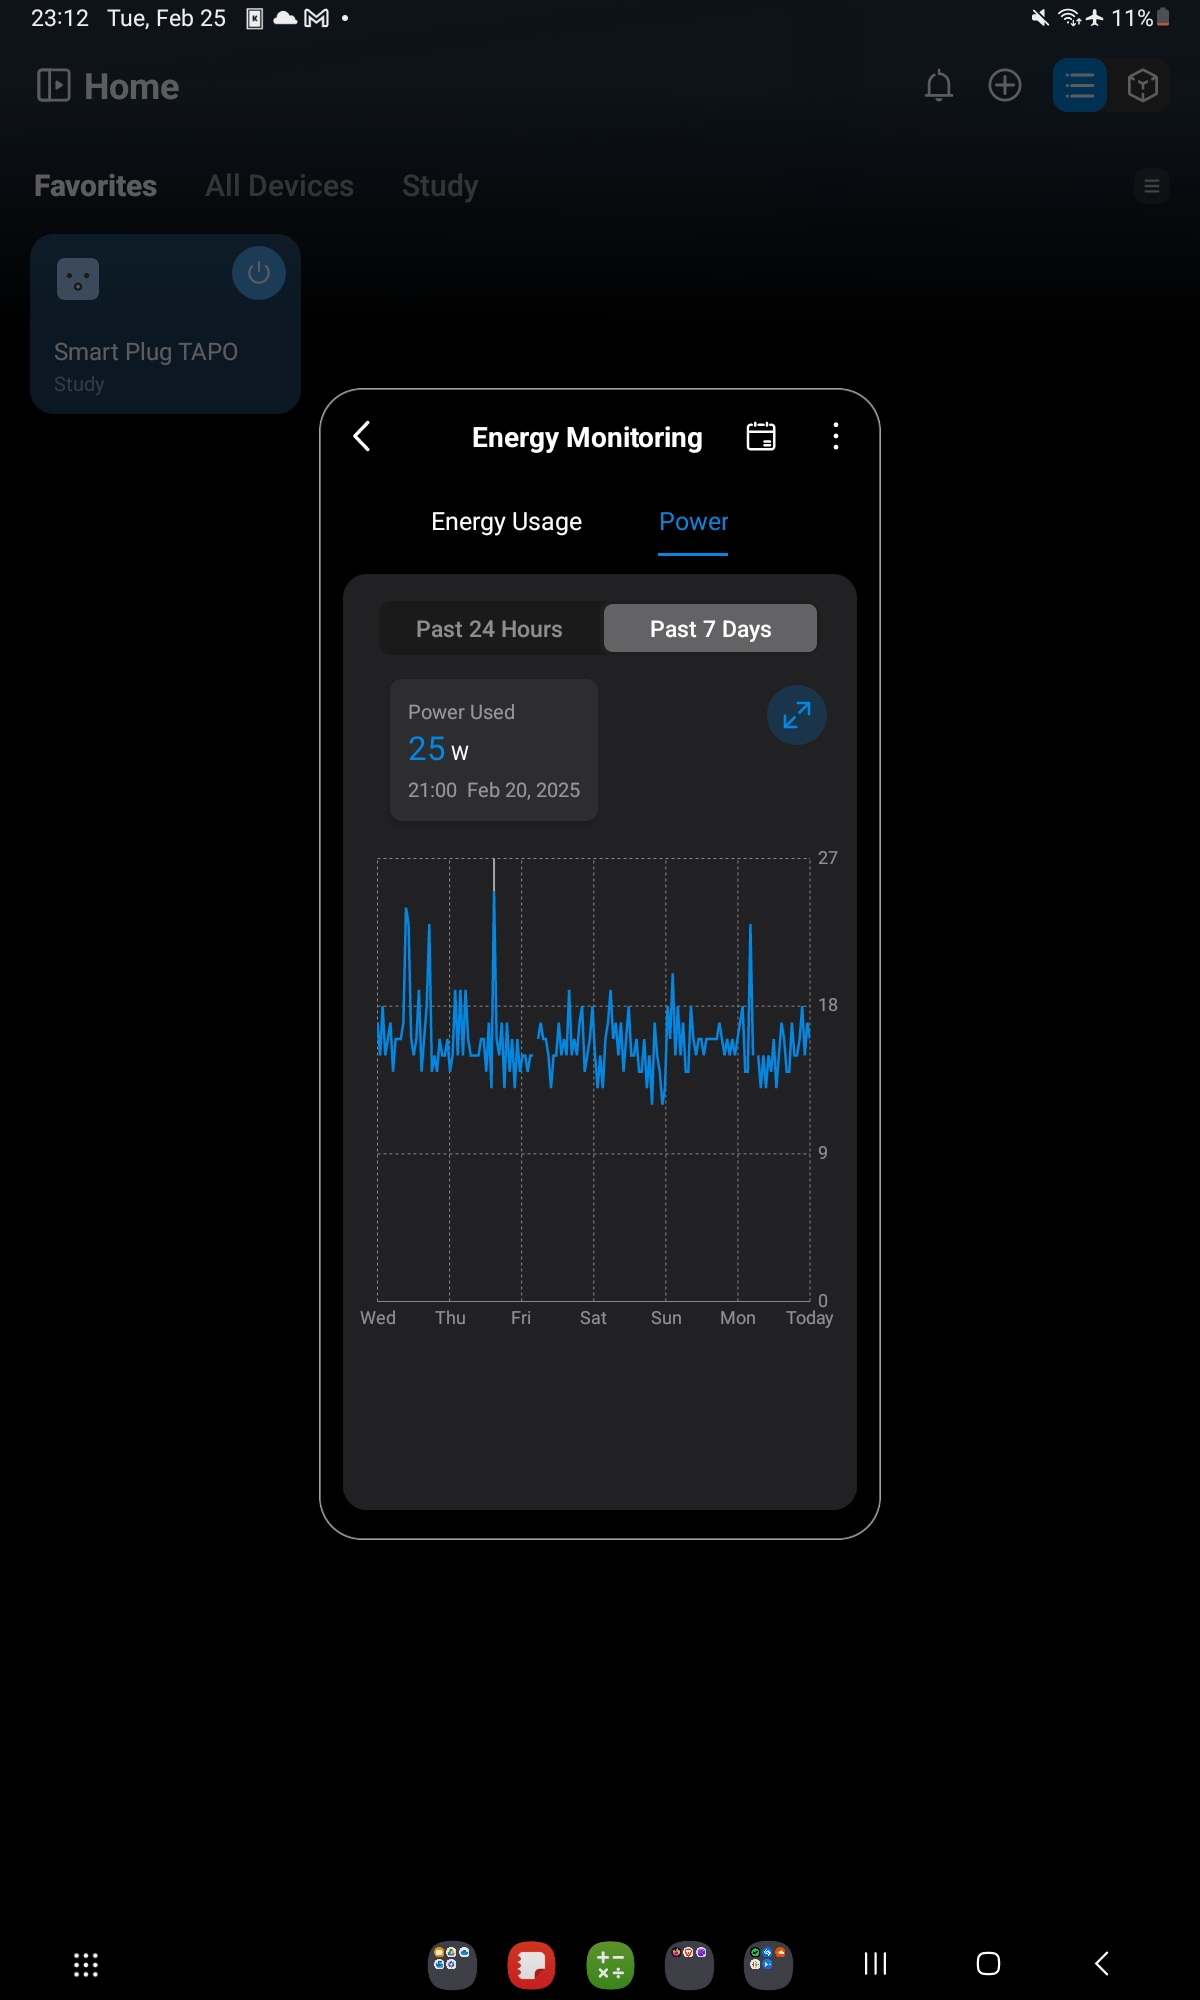 23:12 Tue, Feb 25
11%
Home
Favorites All Devices Study
Smart Plug TAPO
Study
Energy Monitoring
Energy Usage Power
Past 24 Hours Past 7 Days
Power Used
25 W
21:00 Feb 20, 2025
27
18
9
0
Wed Thu Fri Sat Sun Mon Today